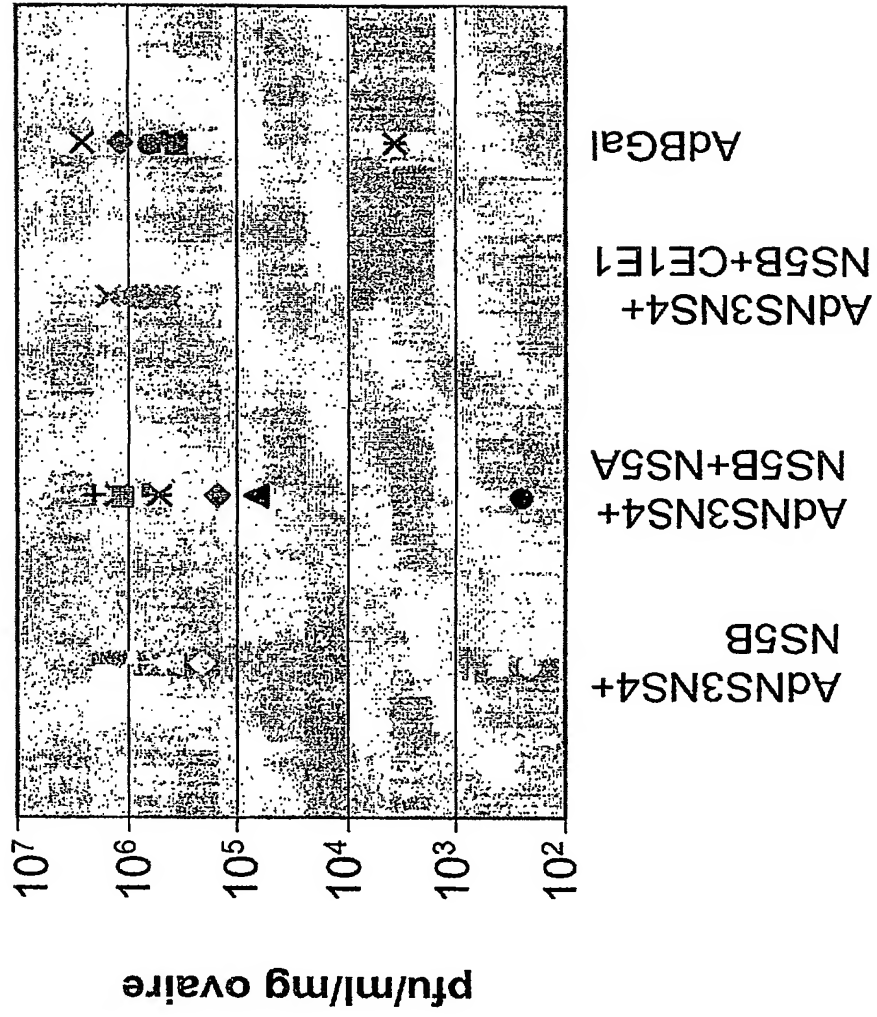 10⁷
10⁶
10⁵
10⁴
10³
10²
pfu/ml/mg ovaire
AdNS3NS4+
NS5B
AdNS3NS4+
NS5B+NS5A
AdNS3NS4+
NS5B+CE1E1
AdBGal